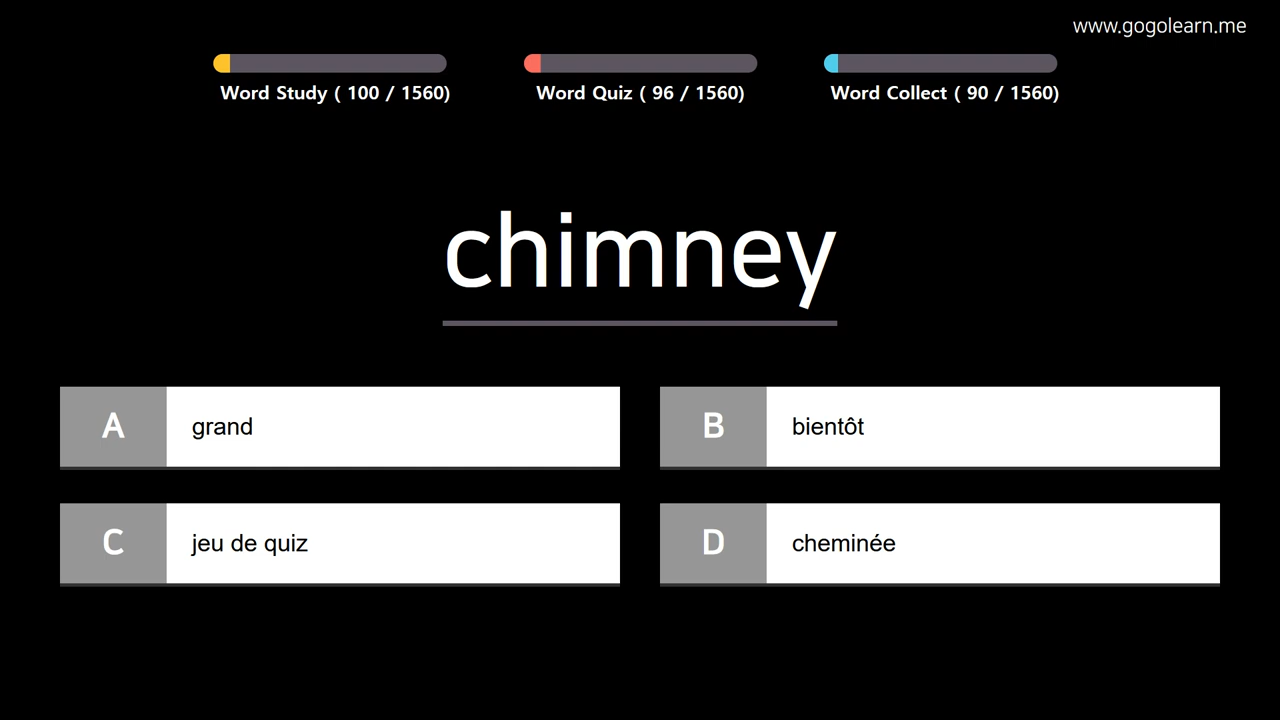 www.gogolearn.me
Word Study ( 100 / 1560)
Word Quiz ( 96 / 1560)
Word Collect ( 90 / 1560)
chimney
A grand
B bientôt
C jeu de quiz
D cheminée